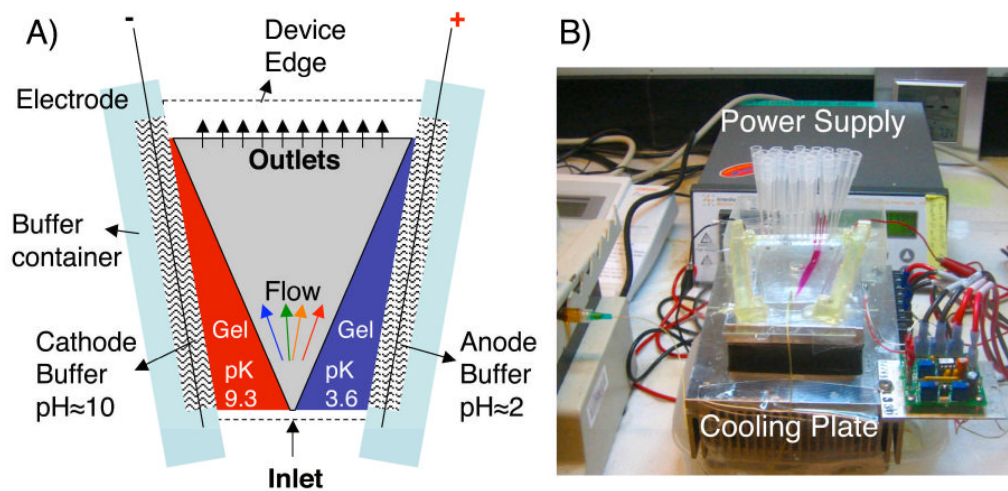 A)
-
+
Device
Edge
Electrode
Outlets
Buffer
container
Flow
Gel
Gel
Cathode
Buffer
pH≈10
pK
9.3
pK
3.6
Anode
Buffer
pH≈2
Inlet
B)
Power Supply
Cooling Plate